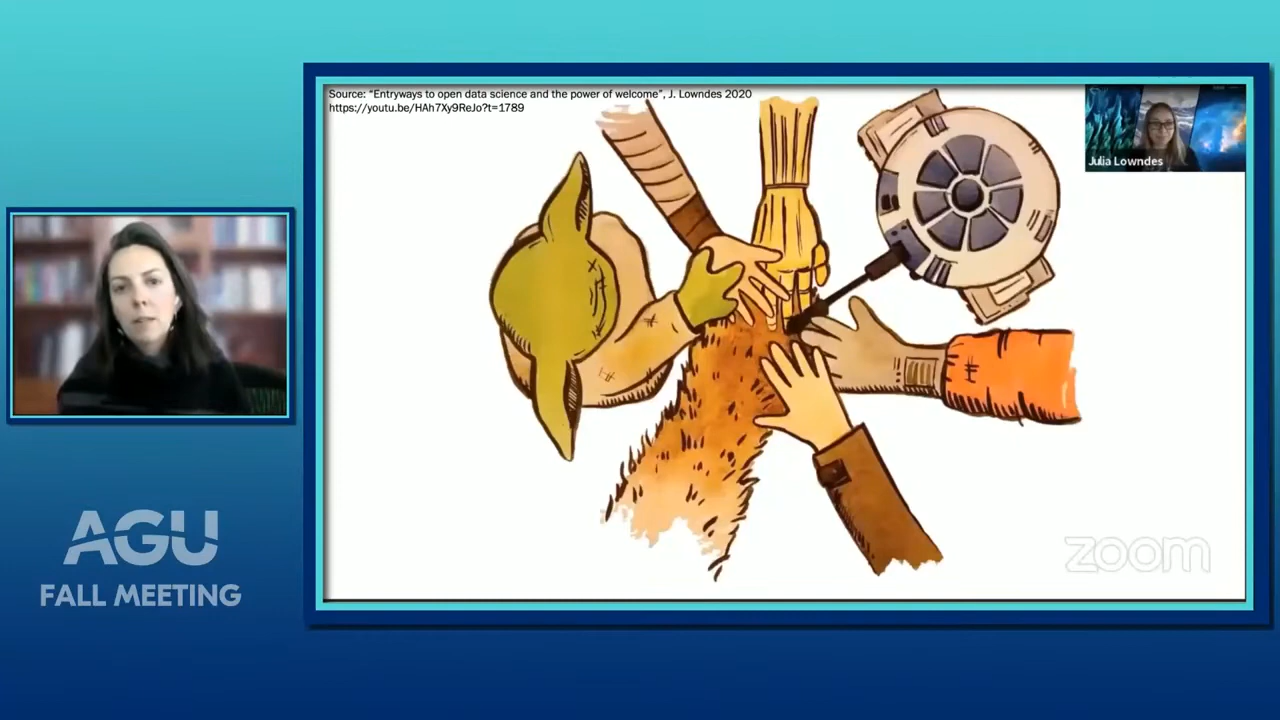 Source: “Entryways to open data science and the power of welcome”, J. Lowndes 2020
https://youtu.be/HAh7Xy9ReJo?t=1789
Julia Lowndes
AGU
FALL MEETING
zoom